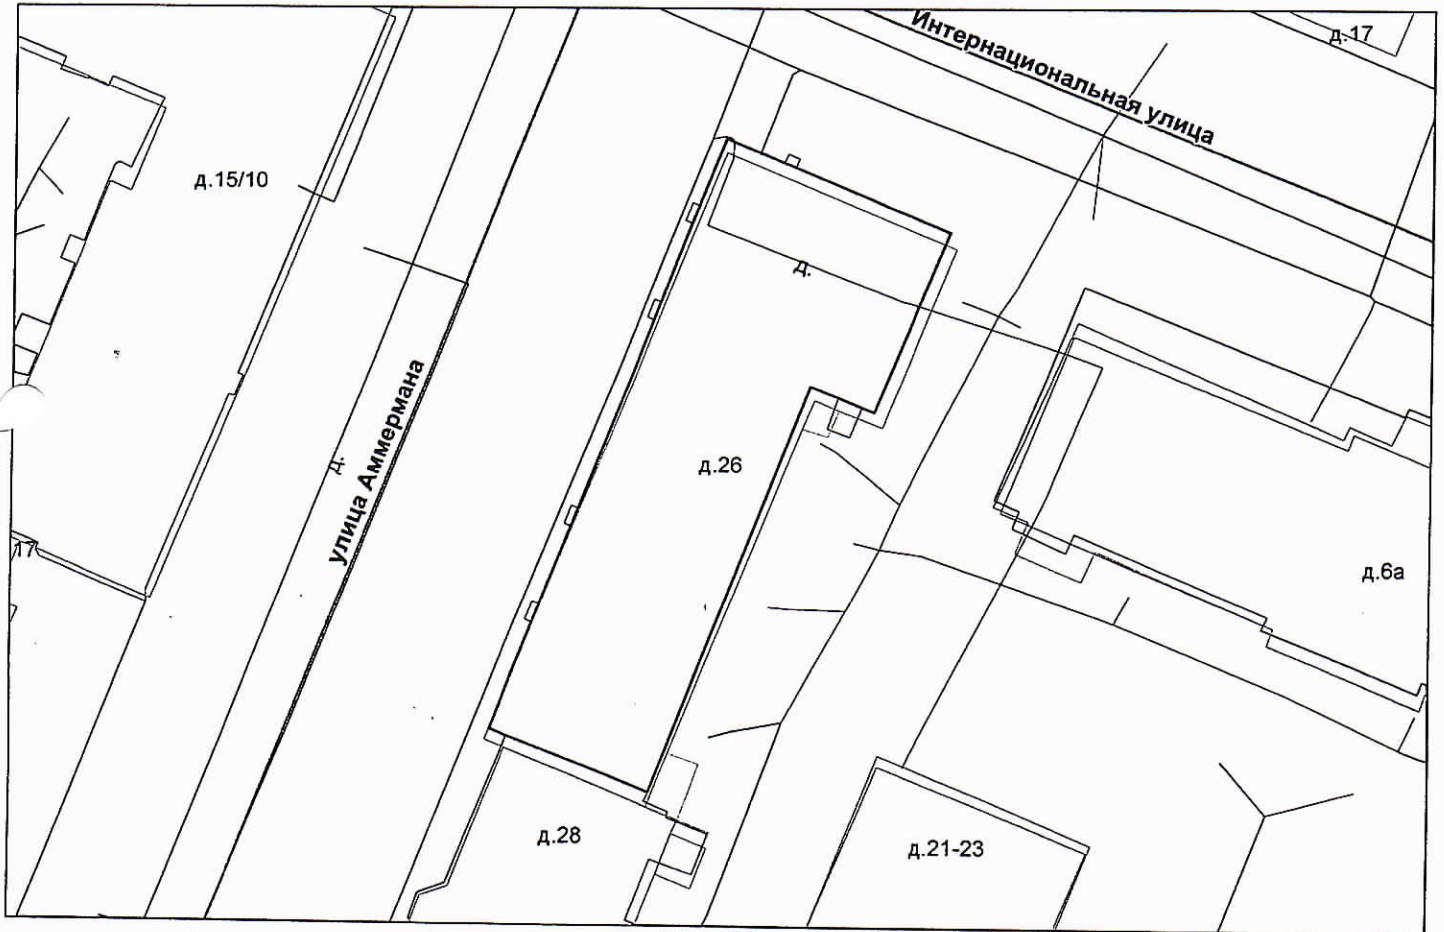 Интернациональная улица
д.17
д.15/10
д.
улица Аммермана
д.
д.26
17
д.6а
д.28
д.21-23